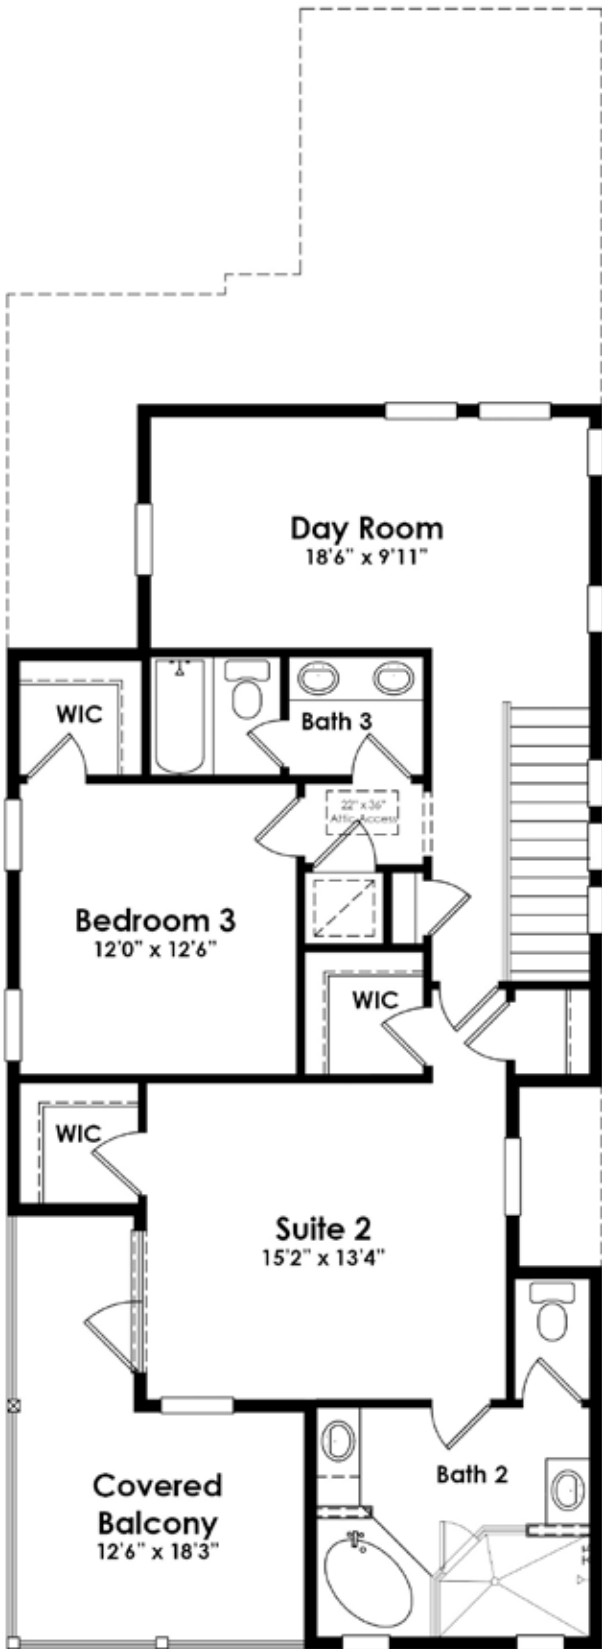 Day Room
18'6" x 9'11"
WIC
Bath 3
22" x 36"
Attic Access
Bedroom 3
12'0" x 12'6"
WIC
WIC
Suite 2
15'2" x 13'4"
Bath 2
Covered
Balcony
12'6" x 18'3"